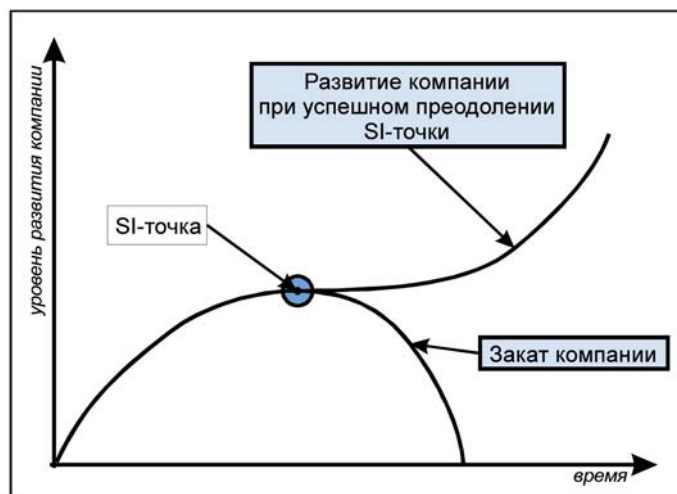 уровень развития компании
Развитие компании
при успешном преодолении
SI-точки
SI-точка
Закат компании
время